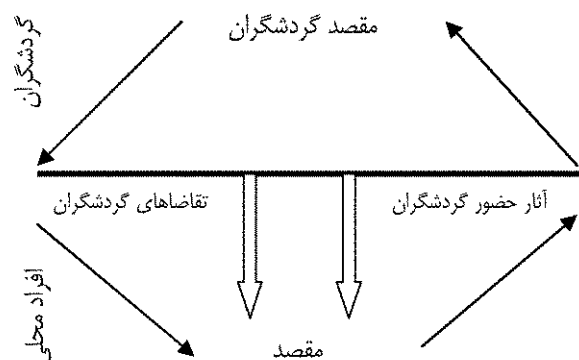 مقصد گردشگران
گردشگران
آثار حضور گردشگران
تقاضاهای گردشگران
افراد محلی
مقصد